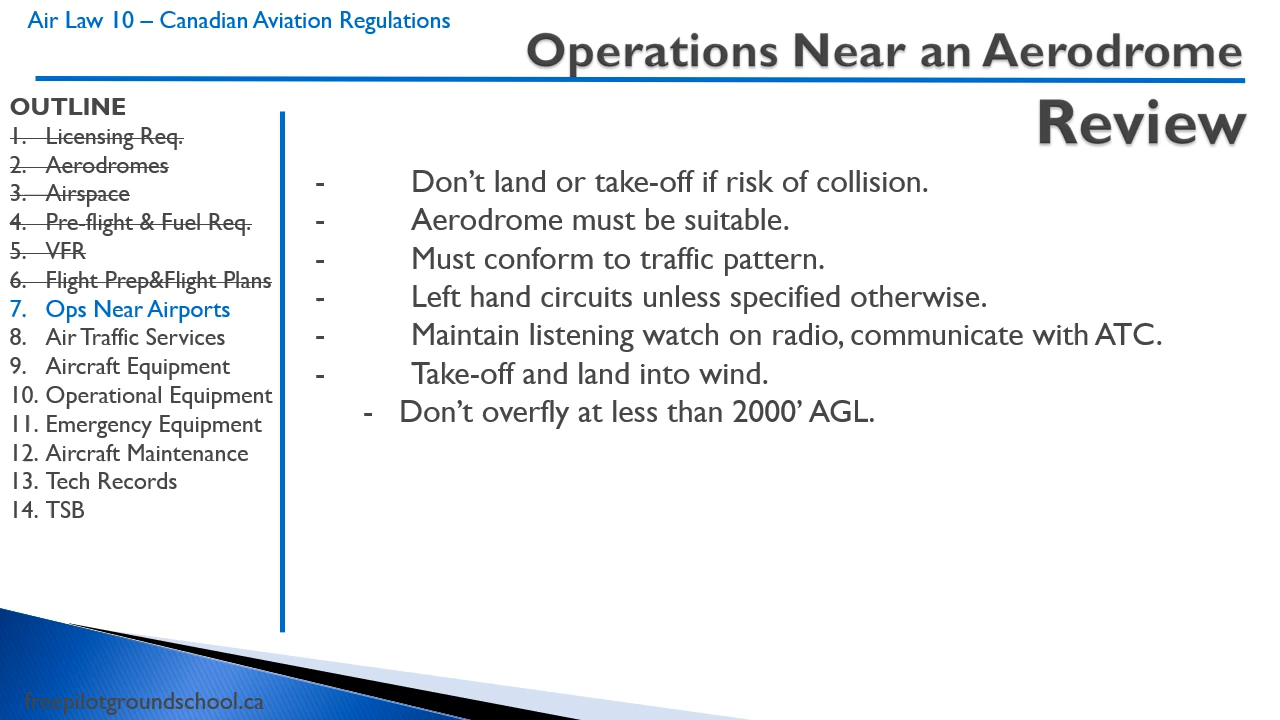 Air Law 10 – Canadian Aviation Regulations
Operations Near an Aerodrome
Review
OUTLINE
1. Licensing Req.
2. Aerodromes
3. Airspace
4. Pre-flight & Fuel Req.
5. VFR
6. Flight Prep&Flight Plans
7. Ops Near Airports
8. Air Traffic Services
9. Aircraft Equipment
10. Operational Equipment
11. Emergency Equipment
12. Aircraft Maintenance
13. Tech Records
14. TSB
- Don't land or take-off if risk of collision.
- Aerodrome must be suitable.
- Must conform to traffic pattern.
- Left hand circuits unless specified otherwise.
- Maintain listening watch on radio, communicate with ATC.
- Take-off and land into wind.
- Don't overfly at less than 2000' AGL.
freepilotgroundschool.ca